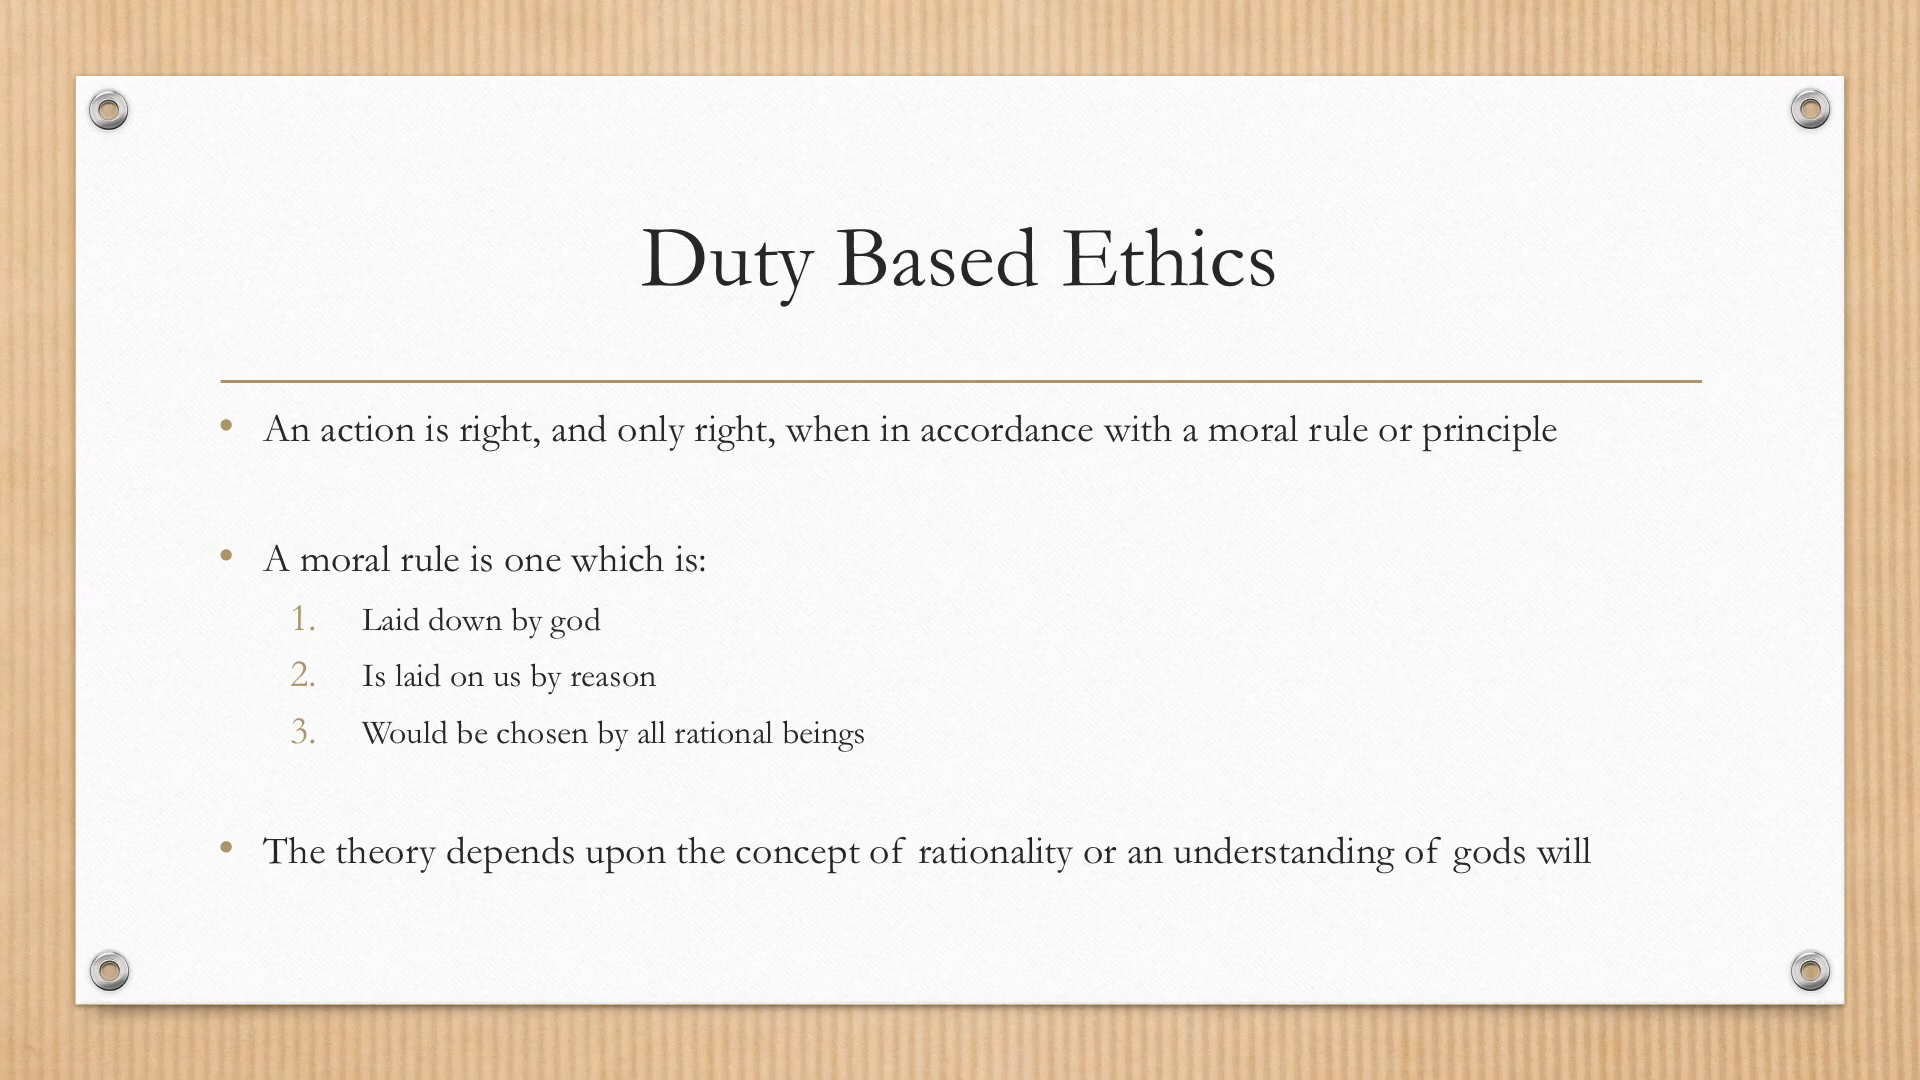 Duty Based Ethics
• An action is right, and only right, when in accordance with a moral rule or principle
• A moral rule is one which is:
1. Laid down by god
2. Is laid on us by reason
3. Would be chosen by all rational beings
• The theory depends upon the concept of rationality or an understanding of gods will